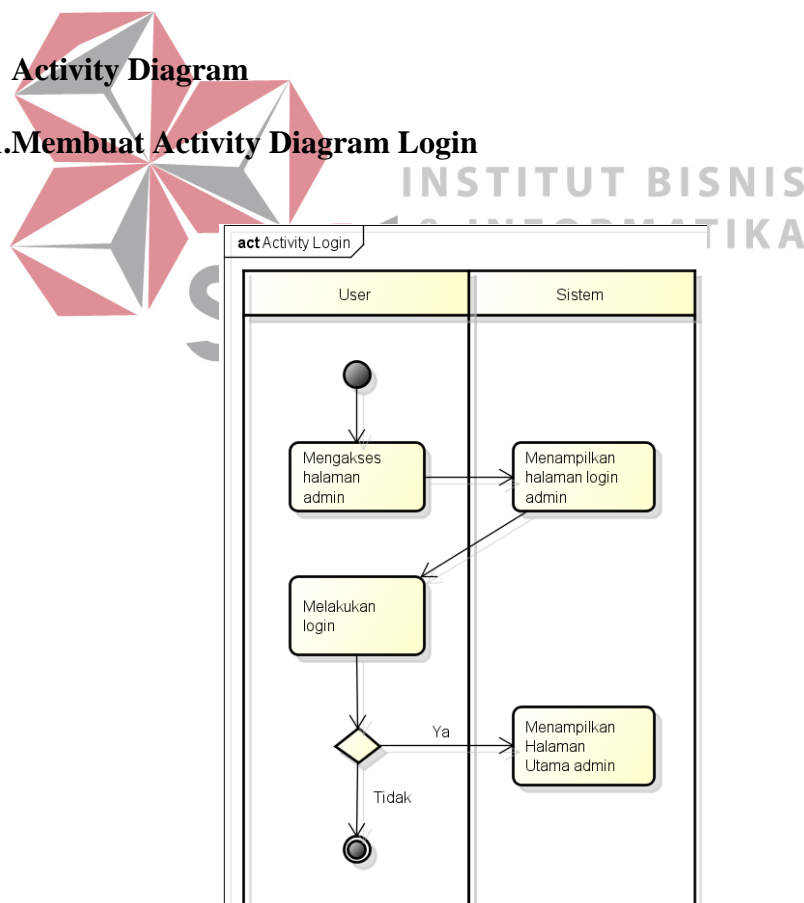 Activity Diagram
.Membuat Activity Diagram Login
INSTITUT BISNIS
act Activity Login
User
Sistem
Mengakses
halaman
admin
Menampilkan
halaman login
admin
Melakukan
login
Ya
Menampilkan
Halaman
Utama admin
Tidak